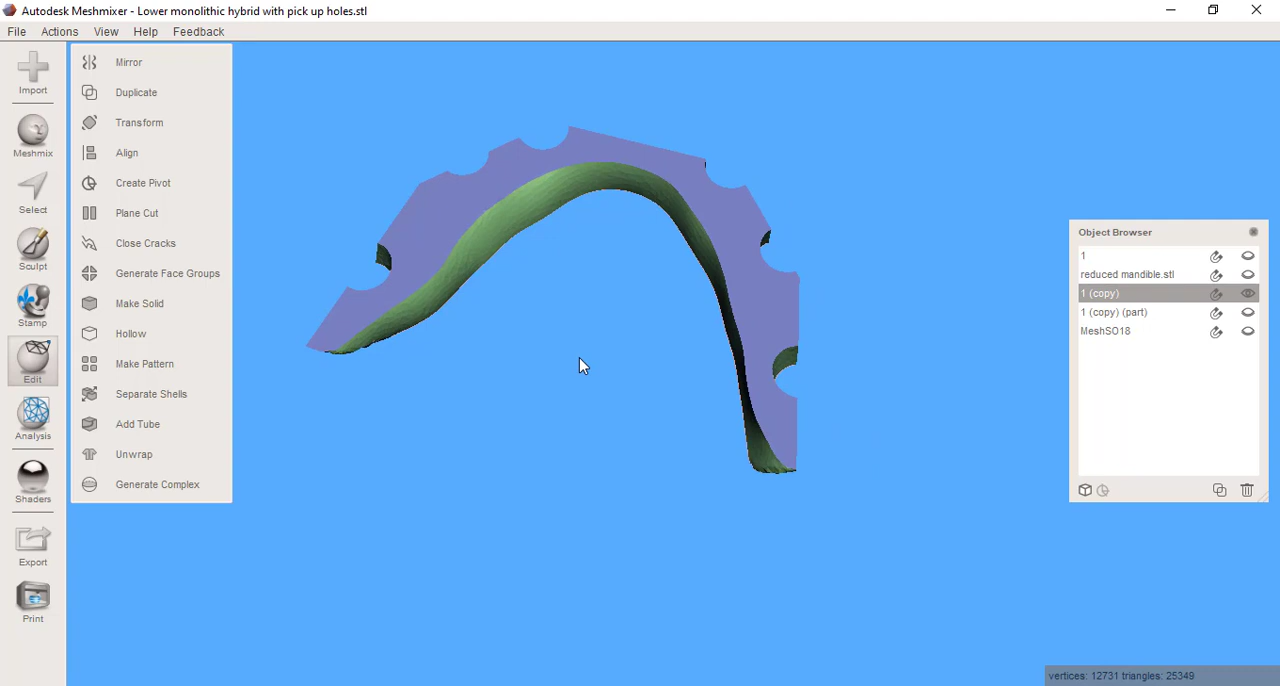 Autodesk Meshmixer - Lower monolithic hybrid with pick up holes.stl
File Actions View Help Feedback
Import
Meshmix
Select
Sculpt
Stamp
Edit
Analysis
Shaders
Export
Print
Mirror
Duplicate
Transform
Align
Create Pivot
Plane Cut
Close Cracks
Generate Face Groups
Make Solid
Hollow
Make Pattern
Separate Shells
Add Tube
Unwrap
Generate Complex
Object Browser
1
reduced mandible.stl
1 (copy)
1 (copy) (part)
MeshSO18
vertices: 12731 triangles: 25349